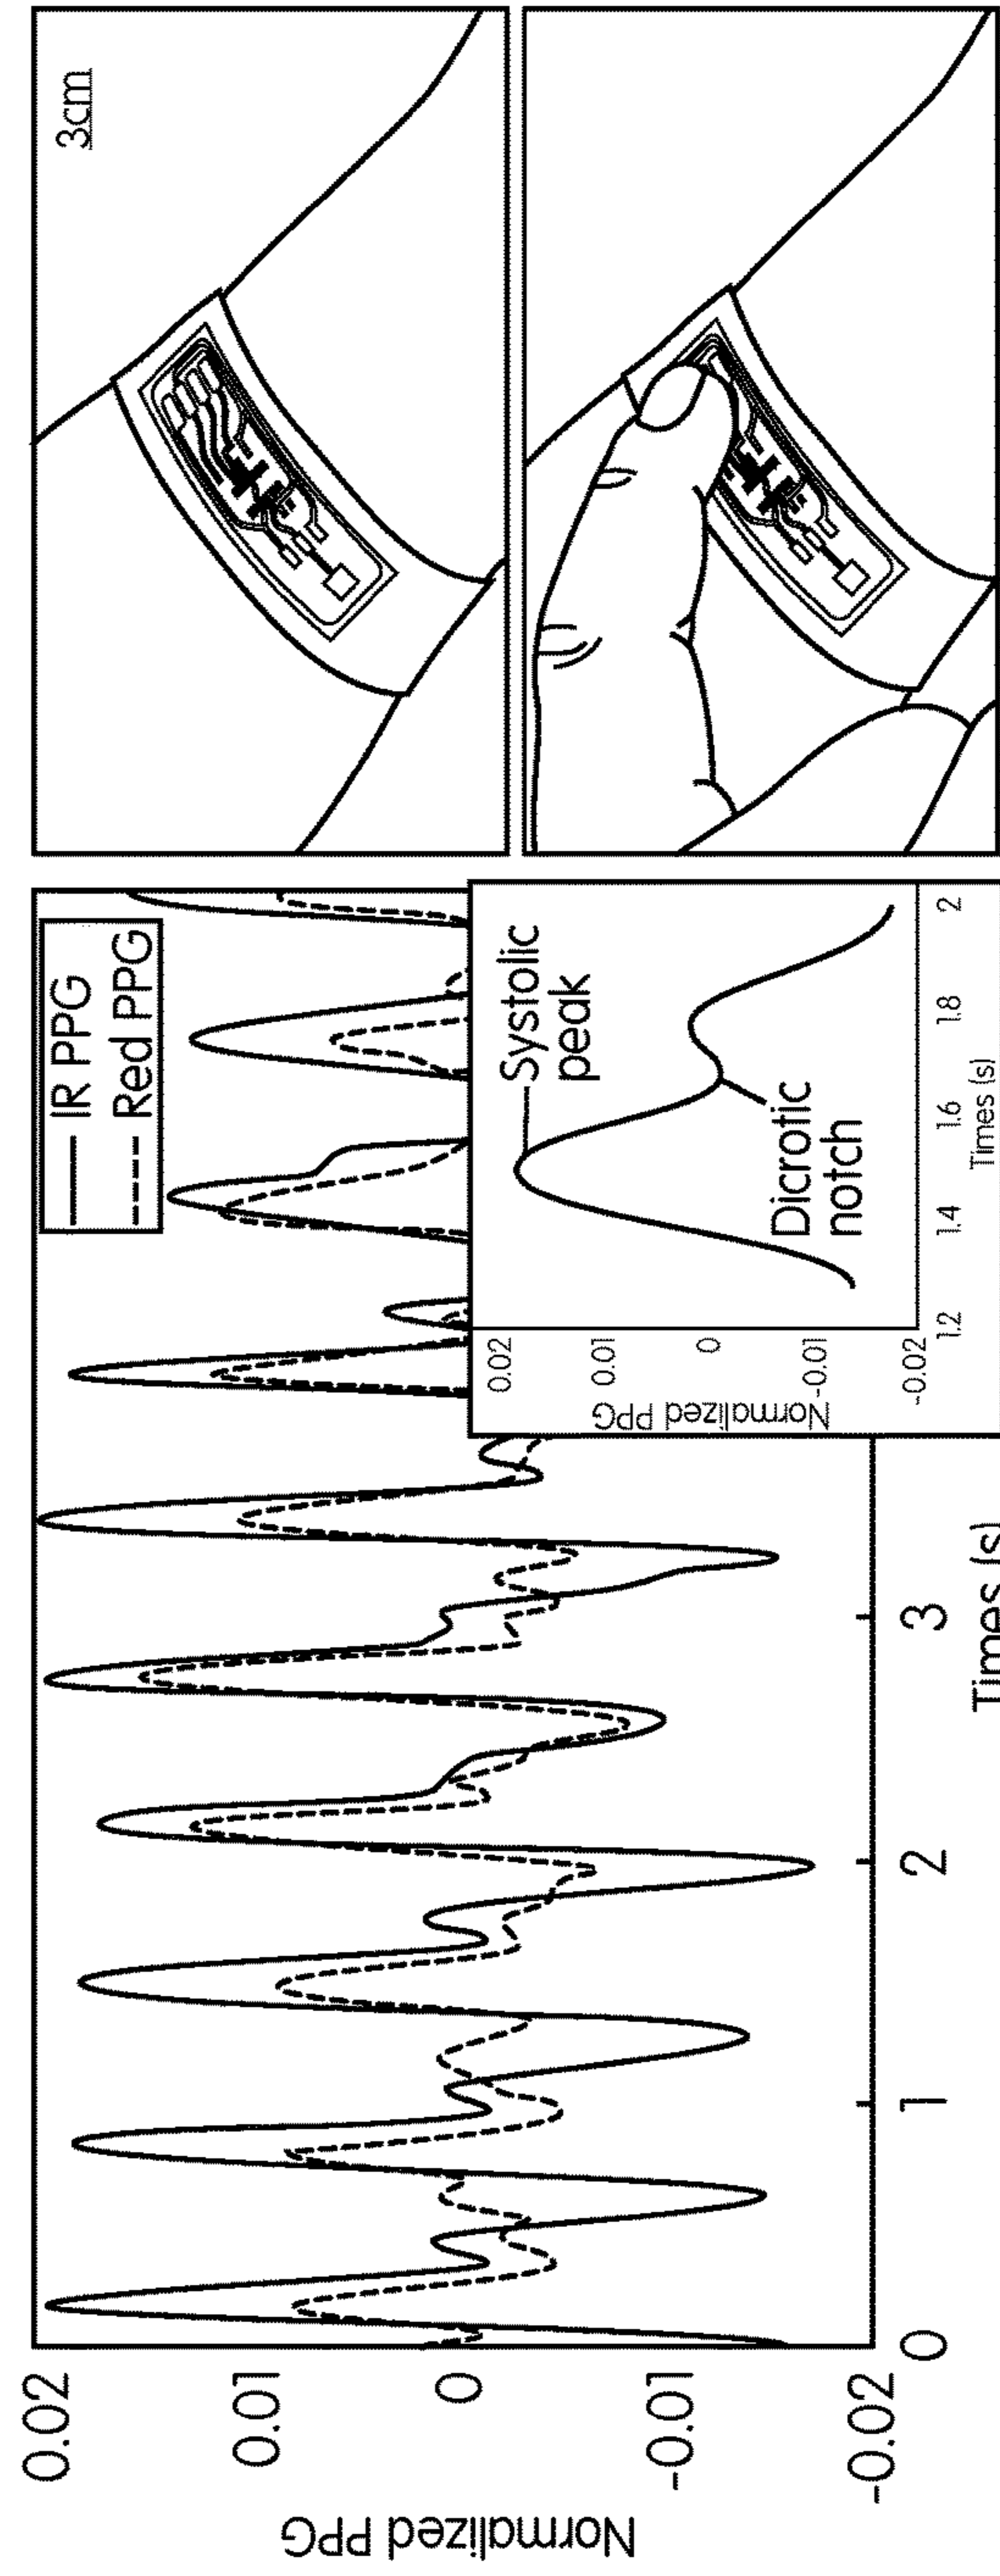 Normalized PPG
0.02
0.01
0
-0.01
-0.02
0
1
2
3
Times (s)
IR PPG
Red PPG
Normalized PPG
0.02
0.01
0
-0.01
-0.02
1.2
1.4
1.6
1.8
2
Times (s)
Systolic
peak
Dicrotic
notch
3cm